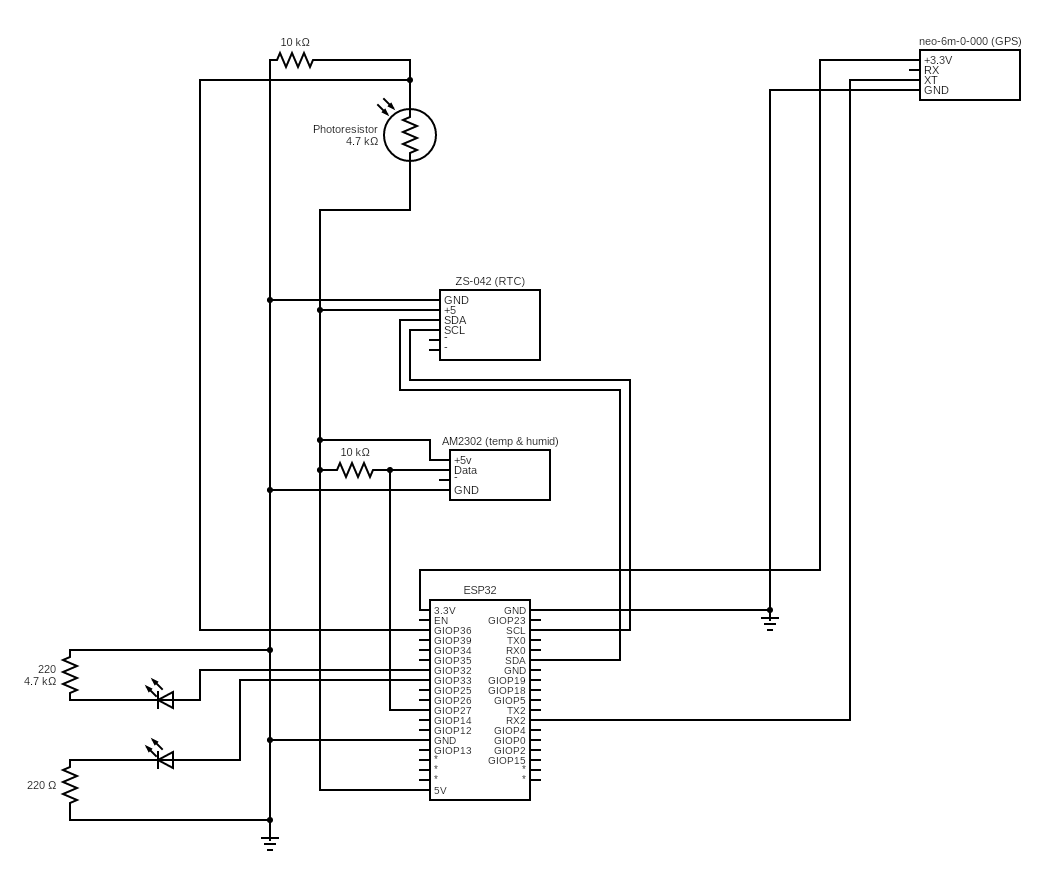 10 kΩ
neo-6m-0-000 (GPS)
+3.3V
RX
XT
GND
Photoresistor
4.7 kΩ
ZS-042 (RTC)
GND
+5
SDA
SCL
-
-
AM2302 (temp & humid)
10 kΩ
+5v
Data
-
GND
ESP32
3.3V GND
EN GIOP23
GIOP36 SCL
GIOP39 TX0
GIOP34 RX0
GIOP35 SDA
GIOP32 GND
GIOP33 GIOP19
GIOP25 GIOP18
GIOP26 GIOP5
GIOP27 TX2
GIOP14 RX2
GIOP12 GIOP4
GND GIOP0
GIOP13 GIOP2
* GIOP15
* *
* *
5V
220
4.7 kΩ
220 Ω